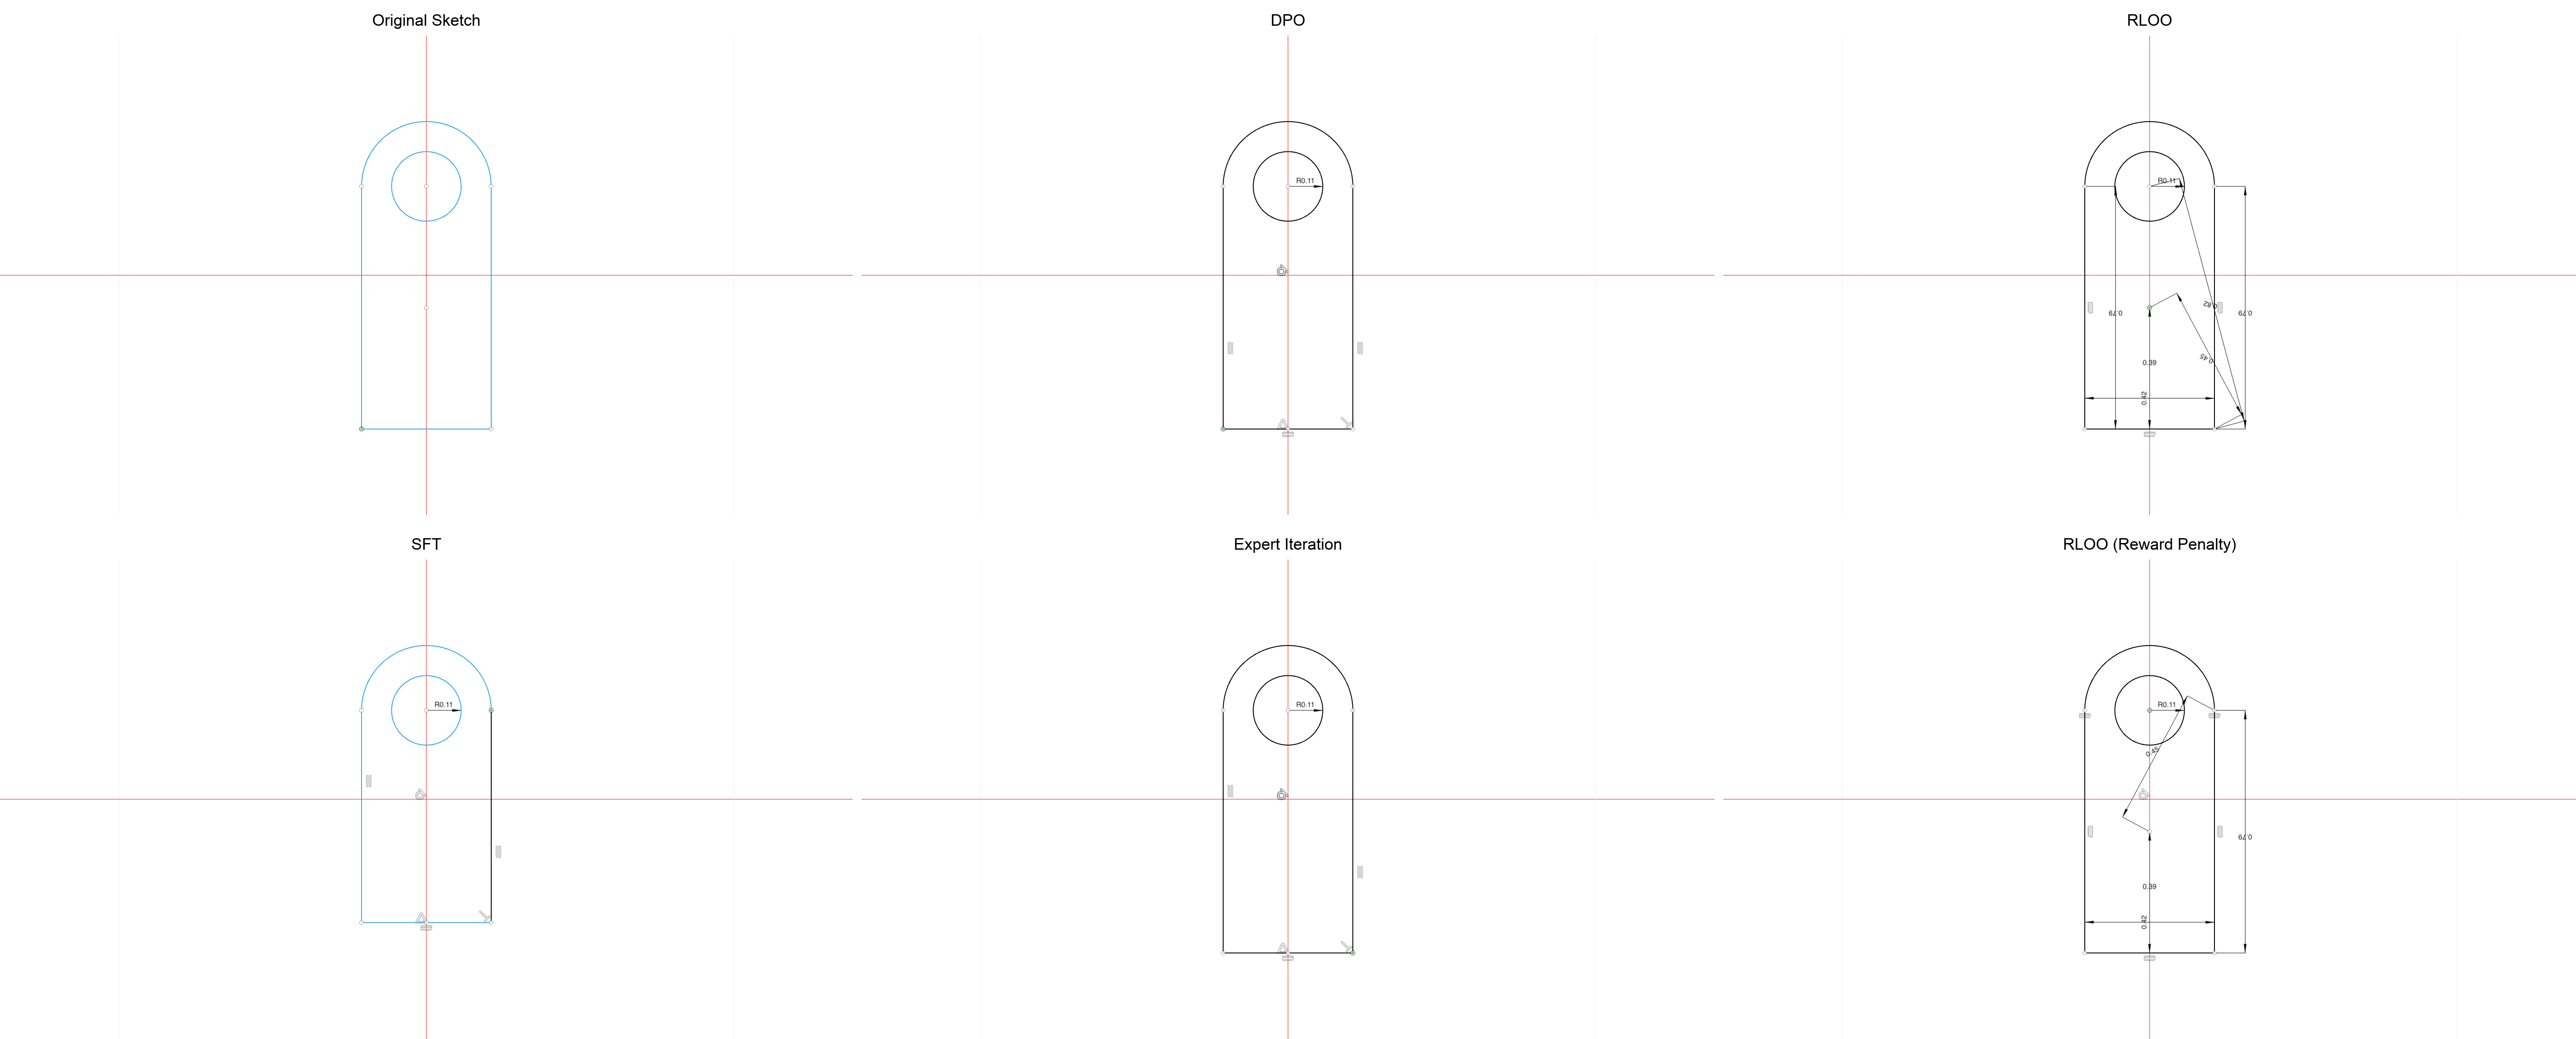 Original Sketch
DPO
R0.11
RLOO
R0.11
0.82
0.79
0.79
0.45
0.39
0.42
SFT
R0.11
Expert Iteration
R0.11
RLOO (Reward Penalty)
R0.11
0.45
0.79
0.39
0.42